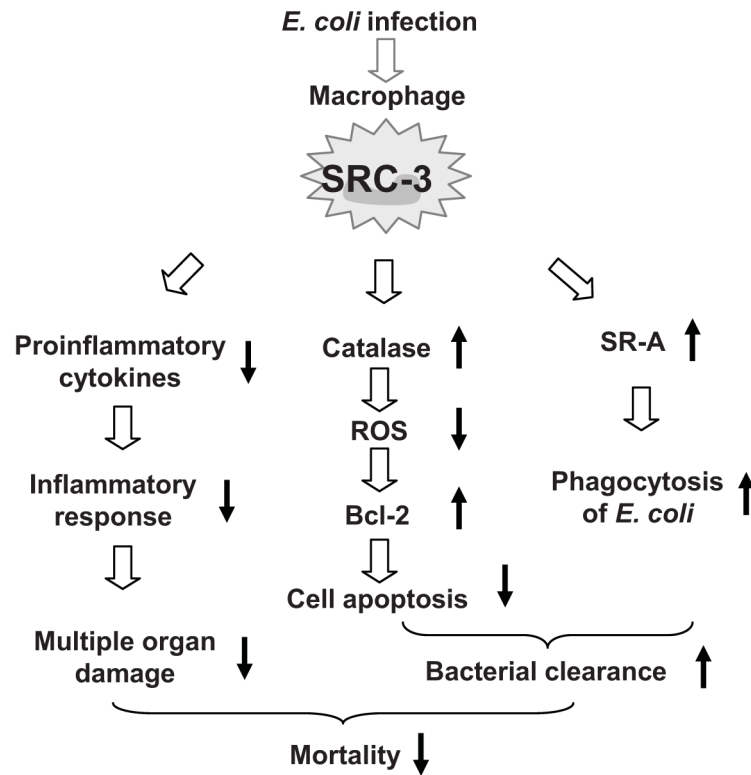 E. coli infection
Macrophage
SRC-3
Proinflammatory
cytokines
Catalase
SR-A
ROS
Inflammatory
response
Bcl-2
Phagocytosis
of E. coli
Cell apoptosis
Multiple organ
damage
Bacterial clearance
Mortality